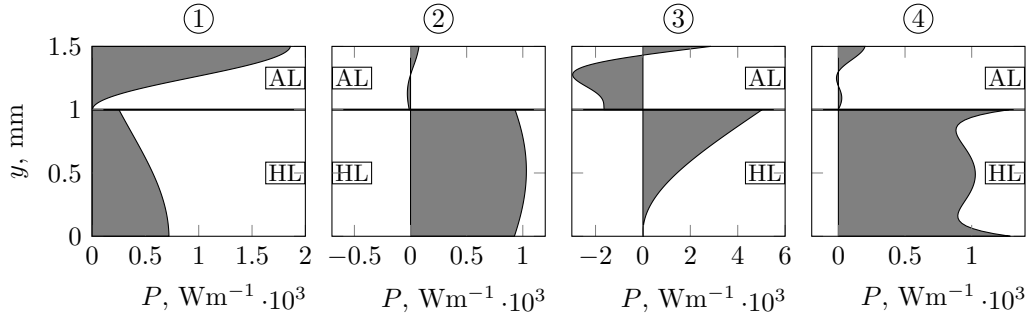 1 2 3 4
1.5
AL AL AL AL
1
y, mm
0.5
HL HL HL HL
0
0 0.5 1 1.5 2 −0.5 0 0.5 1 −2 0 2 4 6 0 0.5 1
P, Wm⁻¹ ·10³ P, Wm⁻¹ ·10³ P, Wm⁻¹ ·10³ P, Wm⁻¹ ·10³